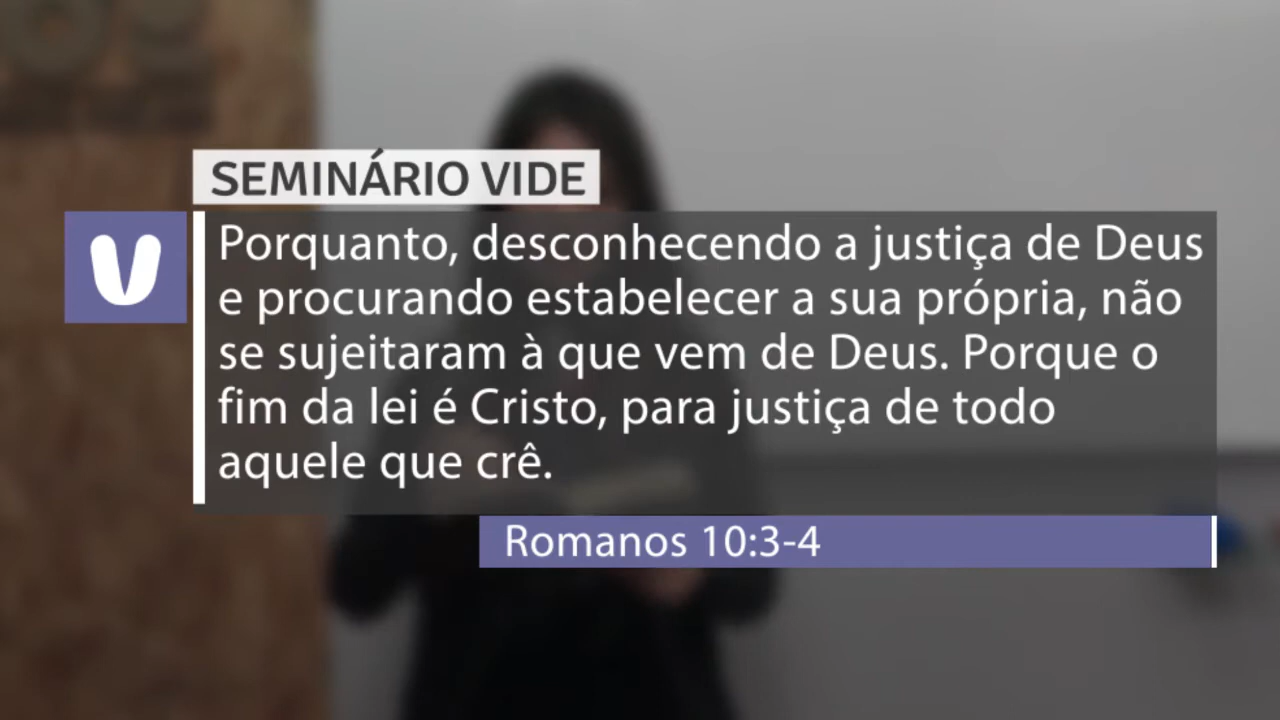 SEMINÁRIO VIDE
Porquanto, desconhecendo a justiça de Deus
e procurando estabelecer a sua própria, não
se sujeitaram à que vem de Deus. Porque o
fim da lei é Cristo, para justiça de todo
aquele que crê.
Romanos 10:3-4